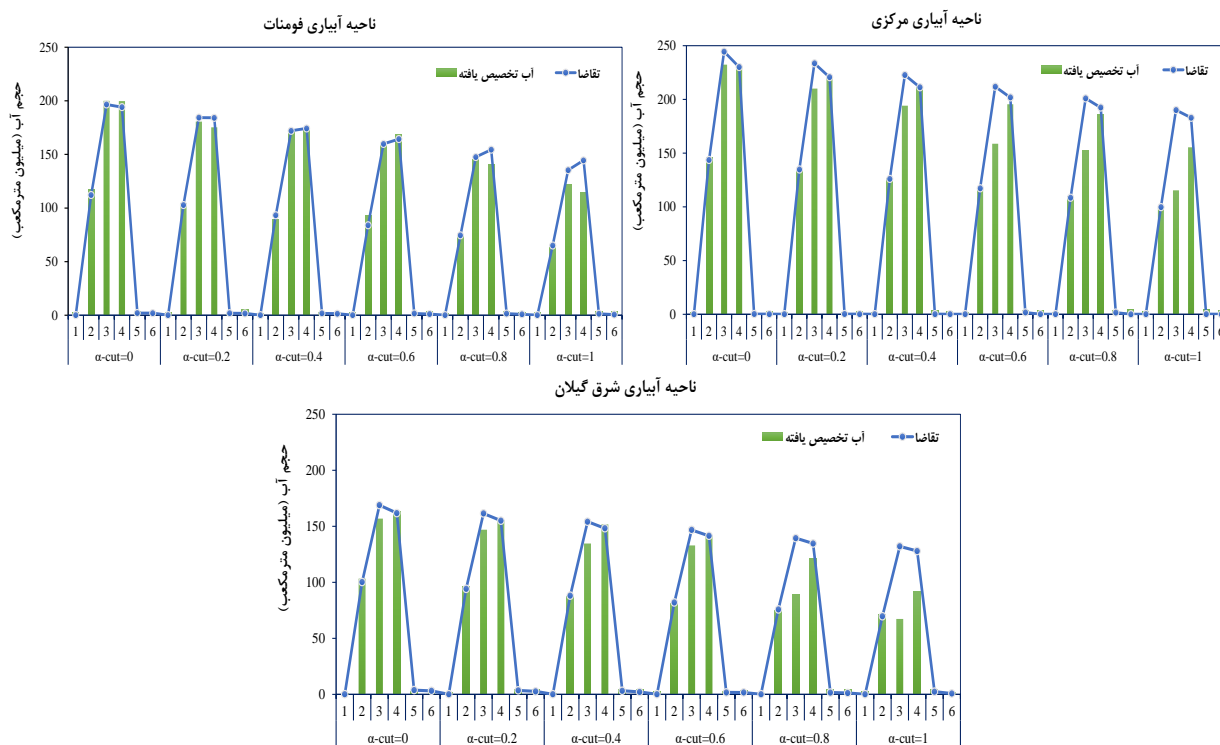 ناحیه آبیاری فومنات
حجم آب (میلیون مترمکعب)
250
200
150
100
50
0
آب تخصیص یافته
تقاضا
1 2 3 4 5 6 1 2 3 4 5 6 1 2 3 4 5 6 1 2 3 4 5 6 1 2 3 4 5 6 1 2 3 4 5 6
α-cut=0 α-cut=0.2 α-cut=0.4 α-cut=0.6 α-cut=0.8 α-cut=1
ناحیه آبیاری مرکزی
حجم آب (میلیون مترمکعب)
250
200
150
100
50
0
آب تخصیص یافته
تقاضا
1 2 3 4 5 6 1 2 3 4 5 6 1 2 3 4 5 6 1 2 3 4 5 6 1 2 3 4 5 6 1 2 3 4 5 6
α-cut=0 α-cut=0.2 α-cut=0.4 α-cut=0.6 α-cut=0.8 α-cut=1
ناحیه آبیاری شرق گیلان
حجم آب (میلیون مترمکعب)
250
200
150
100
50
0
آب تخصیص یافته
تقاضا
1 2 3 4 5 6 1 2 3 4 5 6 1 2 3 4 5 6 1 2 3 4 5 6 1 2 3 4 5 6 1 2 3 4 5 6
α-cut=0 α-cut=0.2 α-cut=0.4 α-cut=0.6 α-cut=0.8 α-cut=1